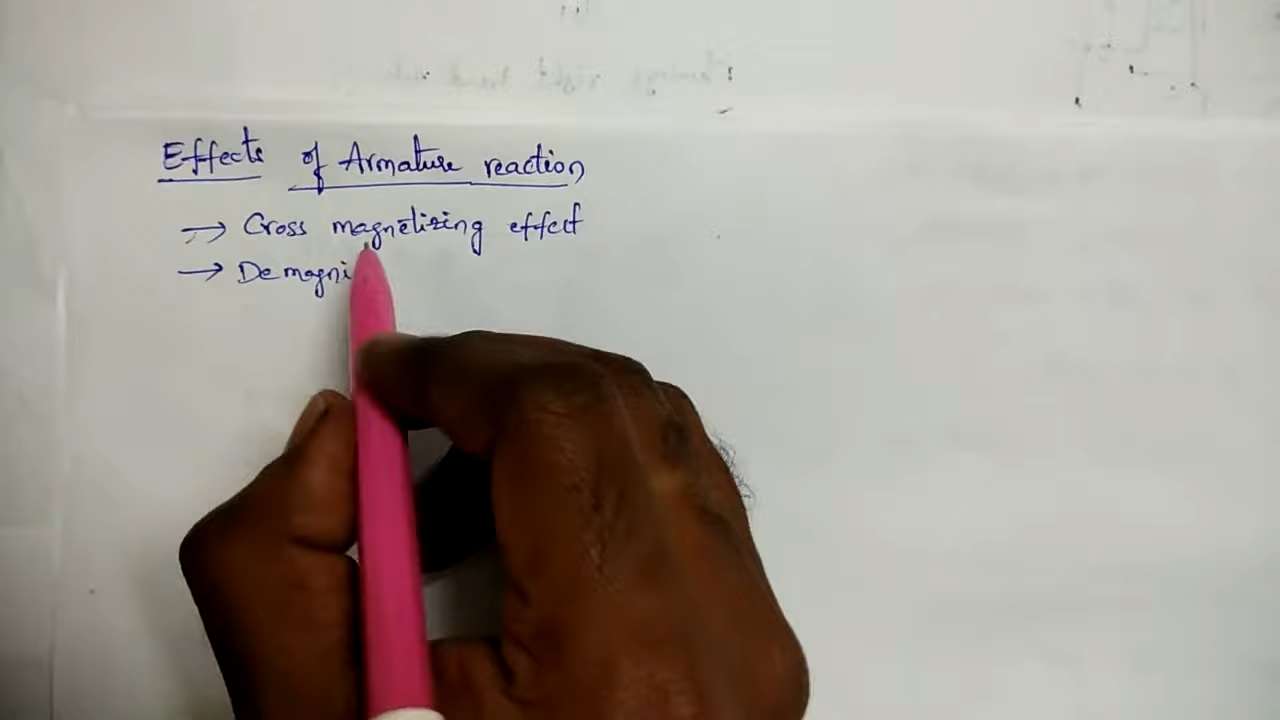 Effects of Armature reaction
→ Cross magnetizing effect
→ Demagni